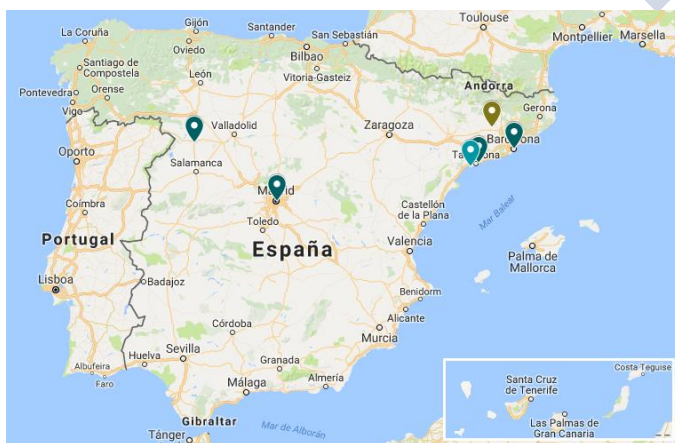 Toulouse
Montpellier
Marsella
La Coruña
Gijón
Santander
San Sebastián
Oviedo
Bilbao
Santiago de
Compostela
León
Vitoria-Gasteiz
Andorra
Pontevedra
Orense
Gerona
Vigo
Valladolid
Zaragoza
Barcelona
Oporto
Salamanca
Madrid
Coímbra
Toledo
Castellón
de la Plana
Mar Balear
Portugal
España
Valencia
Palma de
Mallorca
Lisboa
Badajoz
Benidorm
Alicante
Córdoba
Murcia
Huelva
Sevilla
Granada
Albufeira
Faro
Málaga
Almería
Costa Teguise
Santa Cruz
de Tenerife
Gibraltar
Mar de Alborán
Las Palmas de
Gran Canaria
Tánger